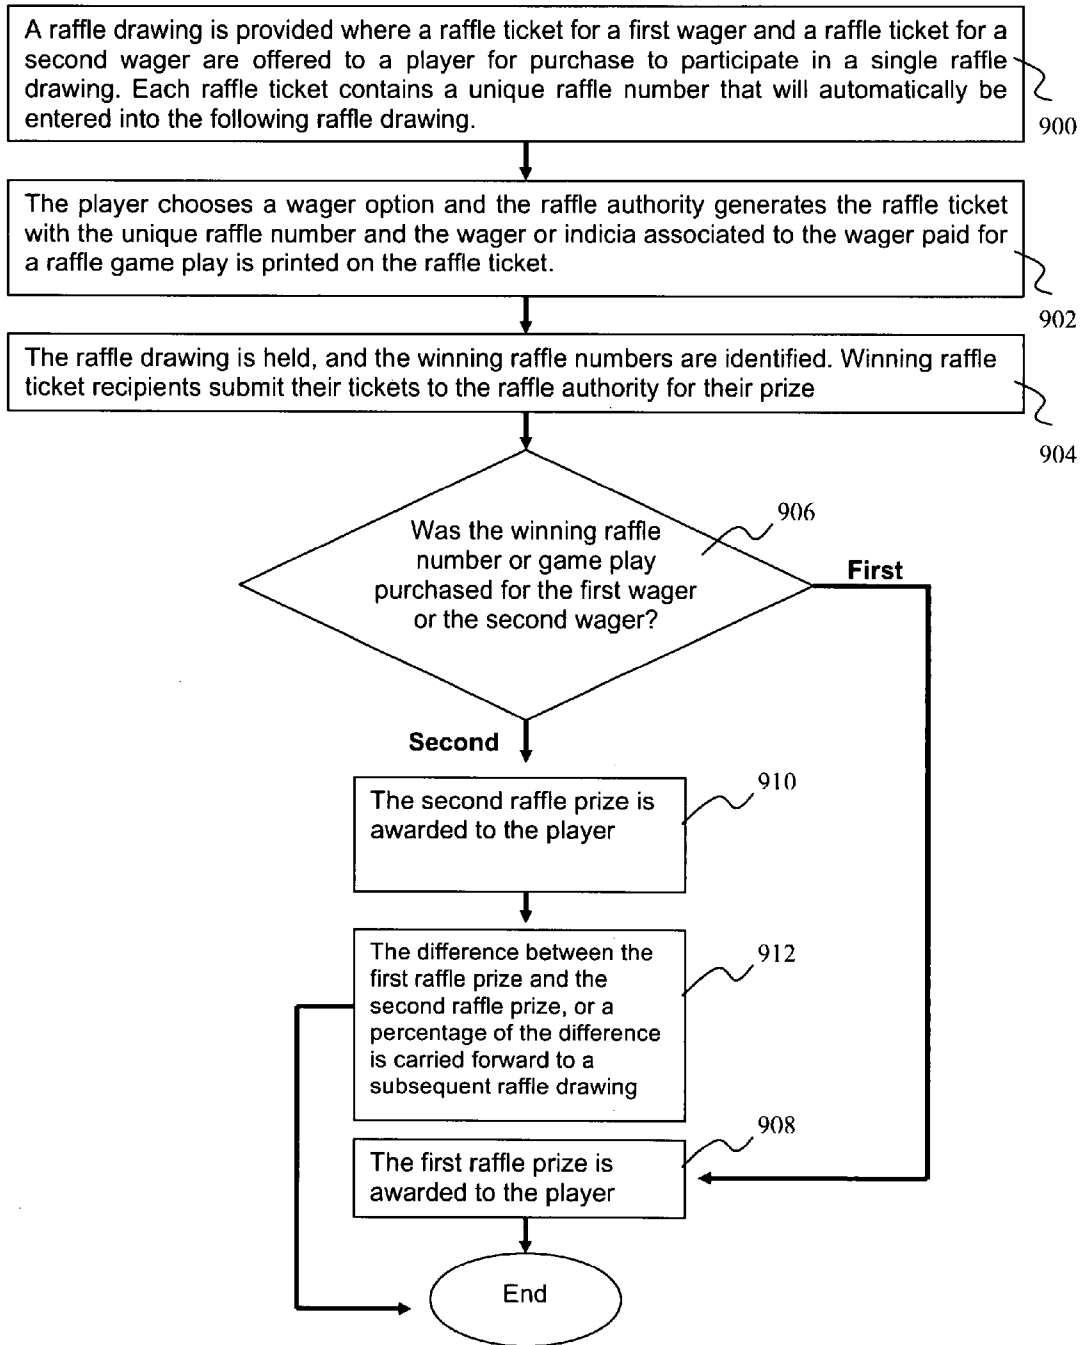 A raffle drawing is provided where a raffle ticket for a first wager and a raffle ticket for a
second wager are offered to a player for purchase to participate in a single raffle
drawing. Each raffle ticket contains a unique raffle number that will automatically be
entered into the following raffle drawing.
900
The player chooses a wager option and the raffle authority generates the raffle ticket
with the unique raffle number and the wager or indicia associated to the wager paid for
a raffle game play is printed on the raffle ticket.
902
The raffle drawing is held, and the winning raffle numbers are identified. Winning raffle
ticket recipients submit their tickets to the raffle authority for their prize
904
906
Was the winning raffle
number or game play
purchased for the first wager
or the second wager?
First
Second
910
The second raffle prize is
awarded to the player
912
The difference between the
first raffle prize and the
second raffle prize, or a
percentage of the difference
is carried forward to a
subsequent raffle drawing
908
The first raffle prize is
awarded to the player
End